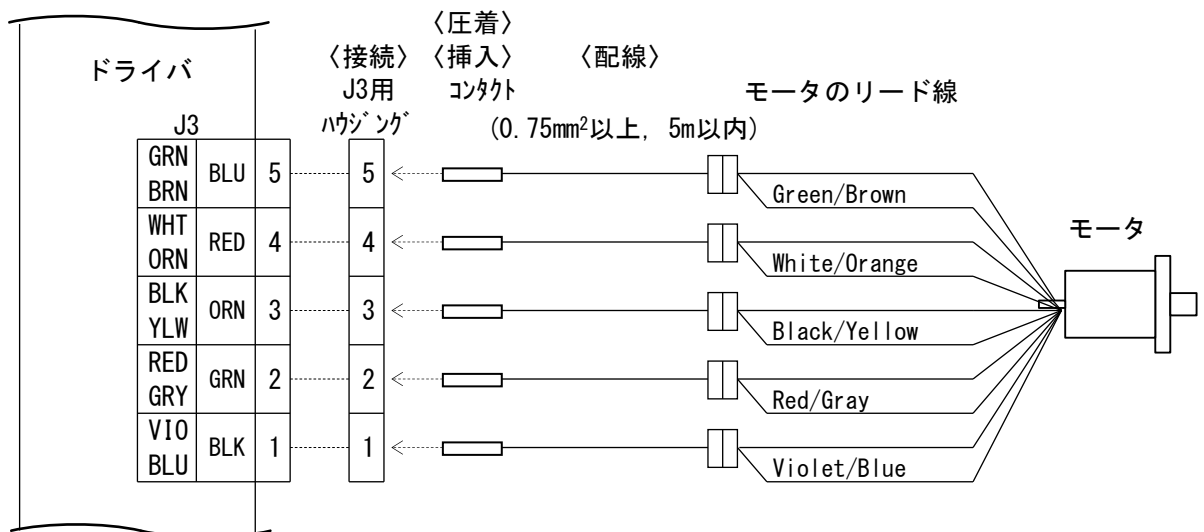 〈圧着〉
ドライバ
〈接続〉 〈挿入〉 〈配線〉
J3用 コンタクト モータのリード線
J3 ハウジング (0.75mm²以上, 5m以内)
GRN
BRN
BLU 5 5
Green/Brown
WHT
ORN
RED 4 4
White/Orange
モータ
BLK
YLW
ORN 3 3
Black/Yellow
RED
GRY
GRN 2 2
Red/Gray
VIO
BLU
BLK 1 1
Violet/Blue